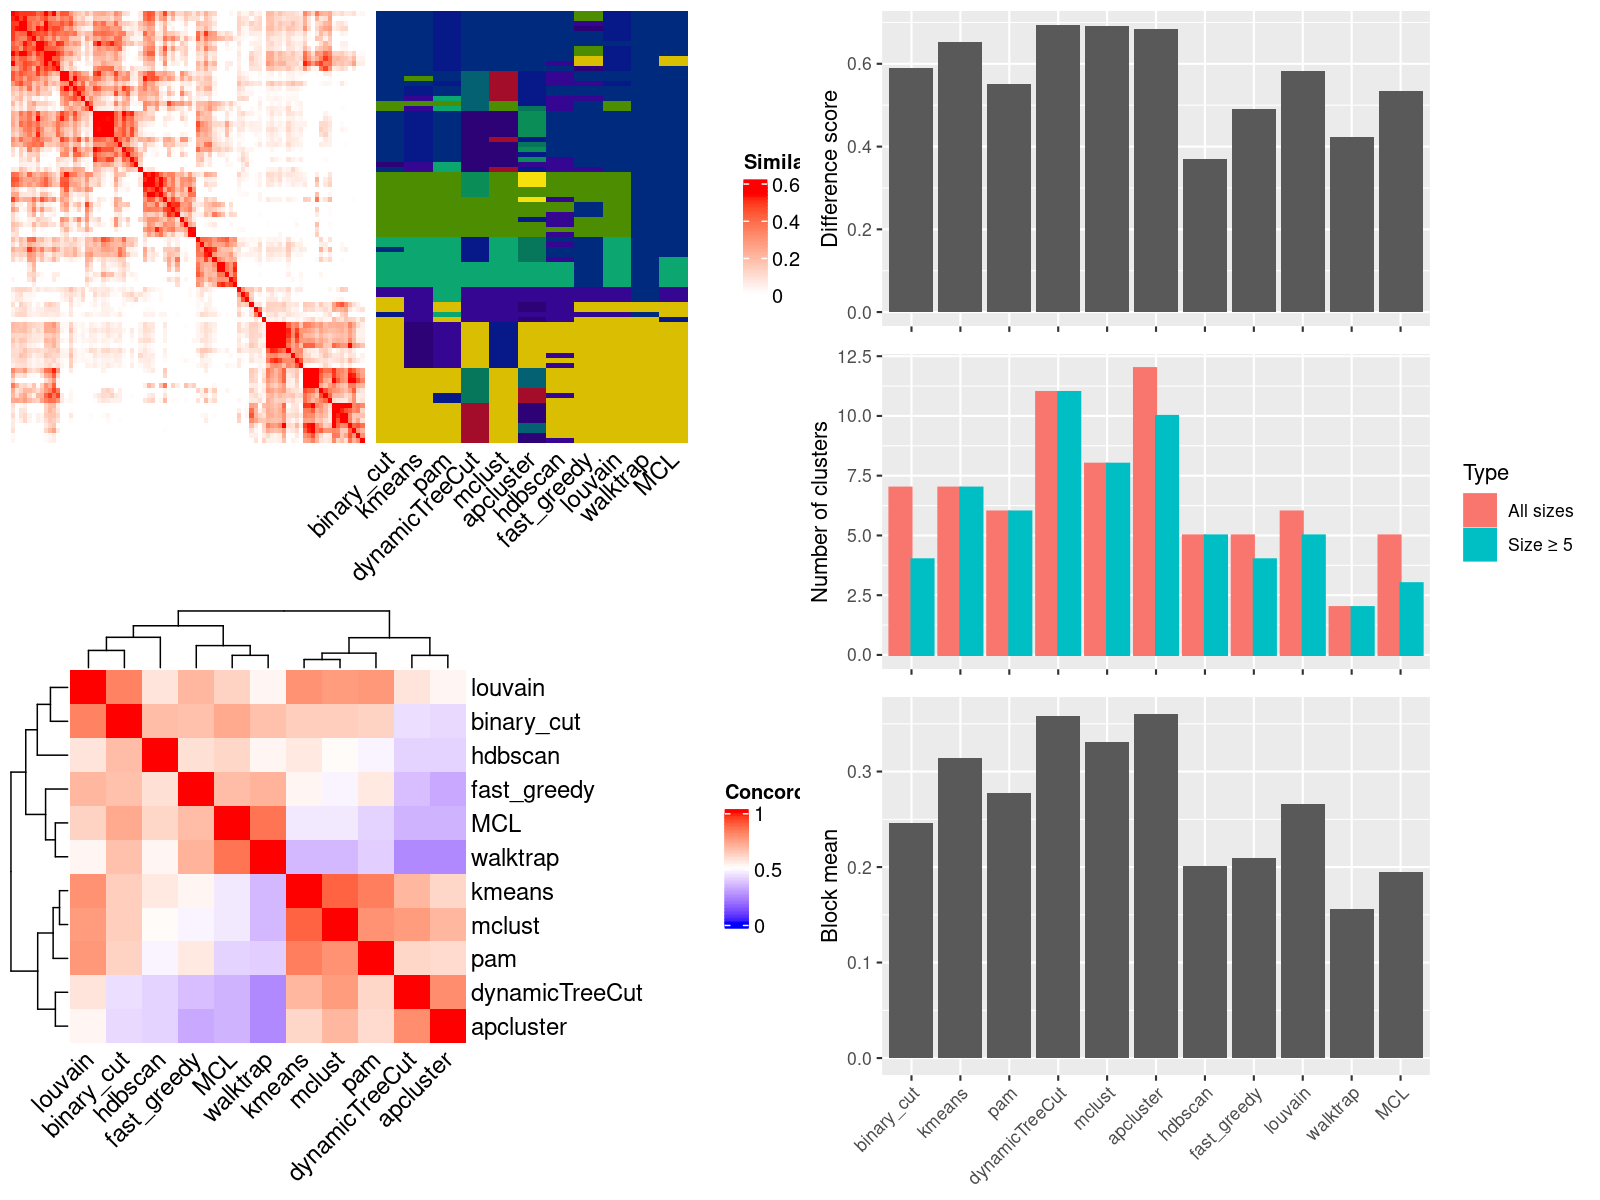 Simila
0.6
0.4
0.2
0
binary_cut
kmeans
pam
dynamicTreeCut
mclust
apcluster
hdbscan
fast_greedy
louvain
walktrap
MCL
louvain
binary_cut
hdbscan
fast_greedy
MCL
walktrap
kmeans
mclust
pam
dynamicTreeCut
apcluster
louvain
binary_cut
hdbscan
fast_greedy
MCL
walktrap
kmeans
mclust
pam
dynamicTreeCut
apcluster
Concord
1
0.5
0
Difference score
0.6
0.4
0.2
0.0
Number of clusters
12.5
10.0
7.5
5.0
2.5
0.0
Type
All sizes
Size ≥ 5
Block mean
0.3
0.2
0.1
0.0
binary_cut
kmeans
pam
dynamicTreeCut
mclust
apcluster
hdbscan
fast_greedy
louvain
walktrap
MCL